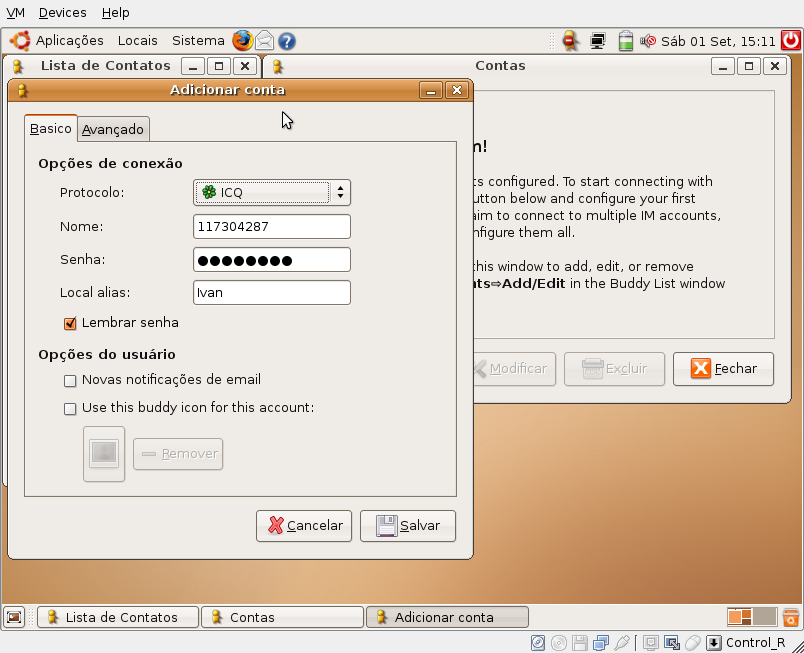 VM Devices Help
Aplicações Locais Sistema Sáb 01 Set, 15:11
Lista de Contatos
Contas
Adicionar conta
Basico Avançado
Opções de conexão
Protocolo: ICQ
Nome: 117304287
Senha: ●●●●●●●●
Local alias: Ivan
Lembrar senha
Opções do usuário
Novas notificações de email
Use this buddy icon for this account:
Remover
Cancelar Salvar
m!
ts configured. To start connecting with
utton below and configure your first
aim to connect to multiple IM accounts,
nfigure them all.
this window to add, edit, or remove
nts⇨Add/Edit in the Buddy List window
Modificar Excluir Fechar
Lista de Contatos Contas Adicionar conta
Control_R